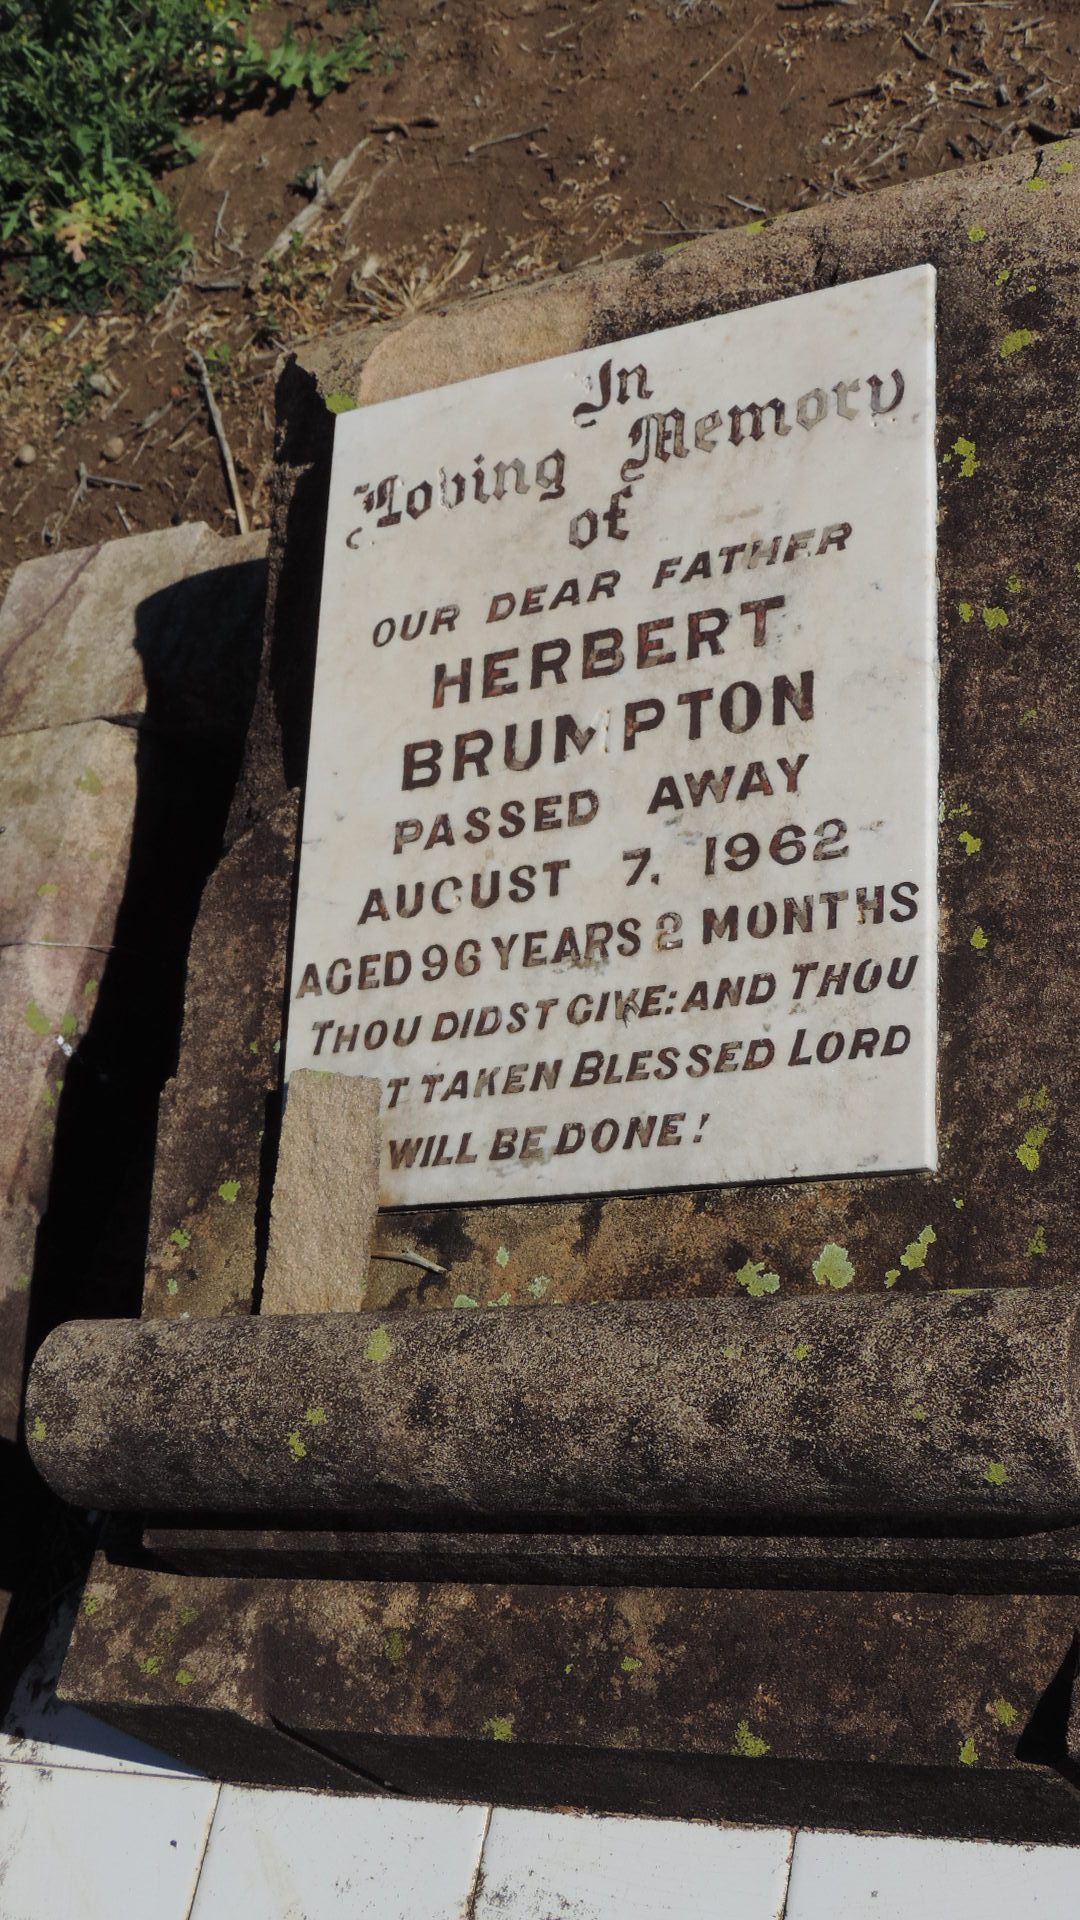 In
Loving Memory
of
OUR DEAR FATHER
HERBERT
BRUMPTON
PASSED AWAY
AUGUST 7, 1962
AGED 96 YEARS 2 MONTHS
THOU DIDST GIVE: AND THOU
T TAKEN BLESSED LORD
WILL BE DONE!